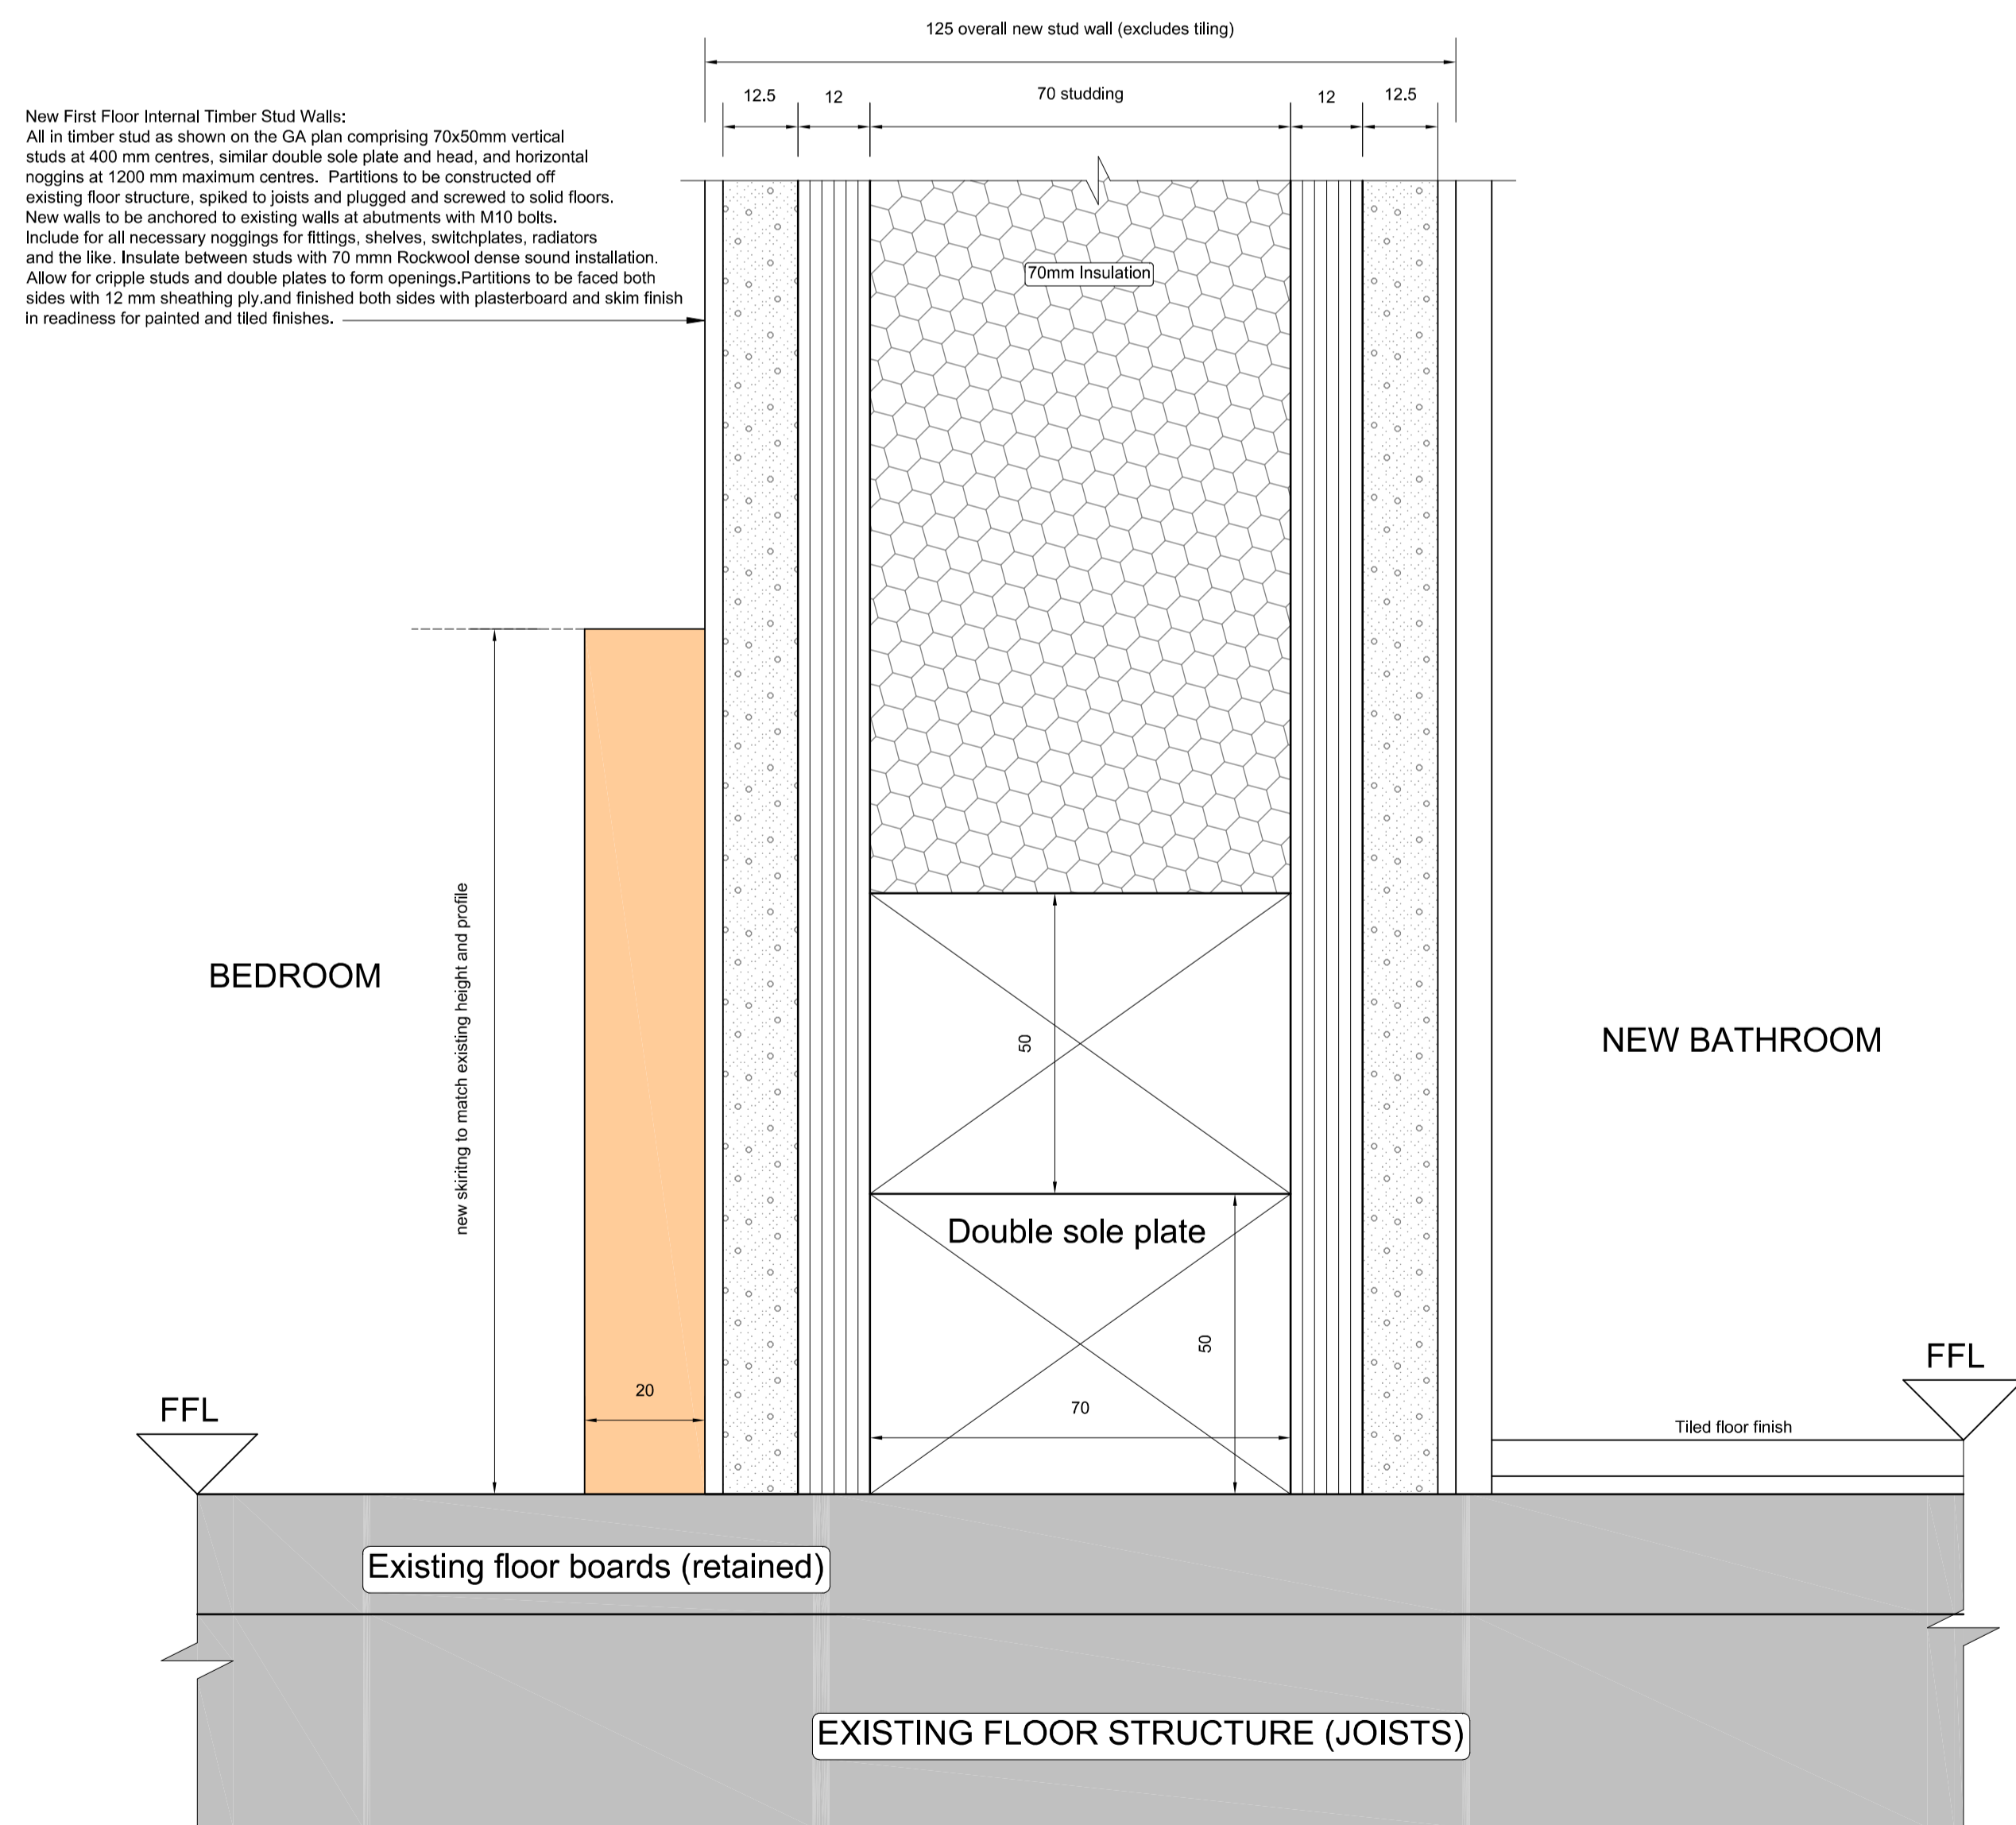 125 overall new stud wall (excludes tiling)
12.5
12
70 studding
12
12.5
New First Floor Internal Timber Stud Walls:
All in timber stud as shown on the GA plan comprising 70x50mm vertical
studs at 400 mm centres, similar double sole plate and head, and horizontal
noggins at 1200 mm maximum centres.  Partitions to be constructed off
existing floor structure, spiked to joists and plugged and screwed to solid floors.
New walls to be anchored to existing walls at abutments with M10 bolts.
Include for all necessary noggings for fittings, shelves, switchplates, radiators
and the like. Insulate between studs with 70 mmn Rockwool dense sound installation.
Allow for cripple studs and double plates to form openings.Partitions to be faced both
sides with 12 mm sheathing ply.and finished both sides with plasterboard and skim finish
in readiness for painted and tiled finishes.
70mm Insulation
new skiritng to match existing height and profile
BEDROOM
50
NEW BATHROOM
Double sole plate
50
20
70
FFL
FFL
Tiled floor finish
Existing floor boards (retained)
EXISTING FLOOR STRUCTURE (JOISTS)